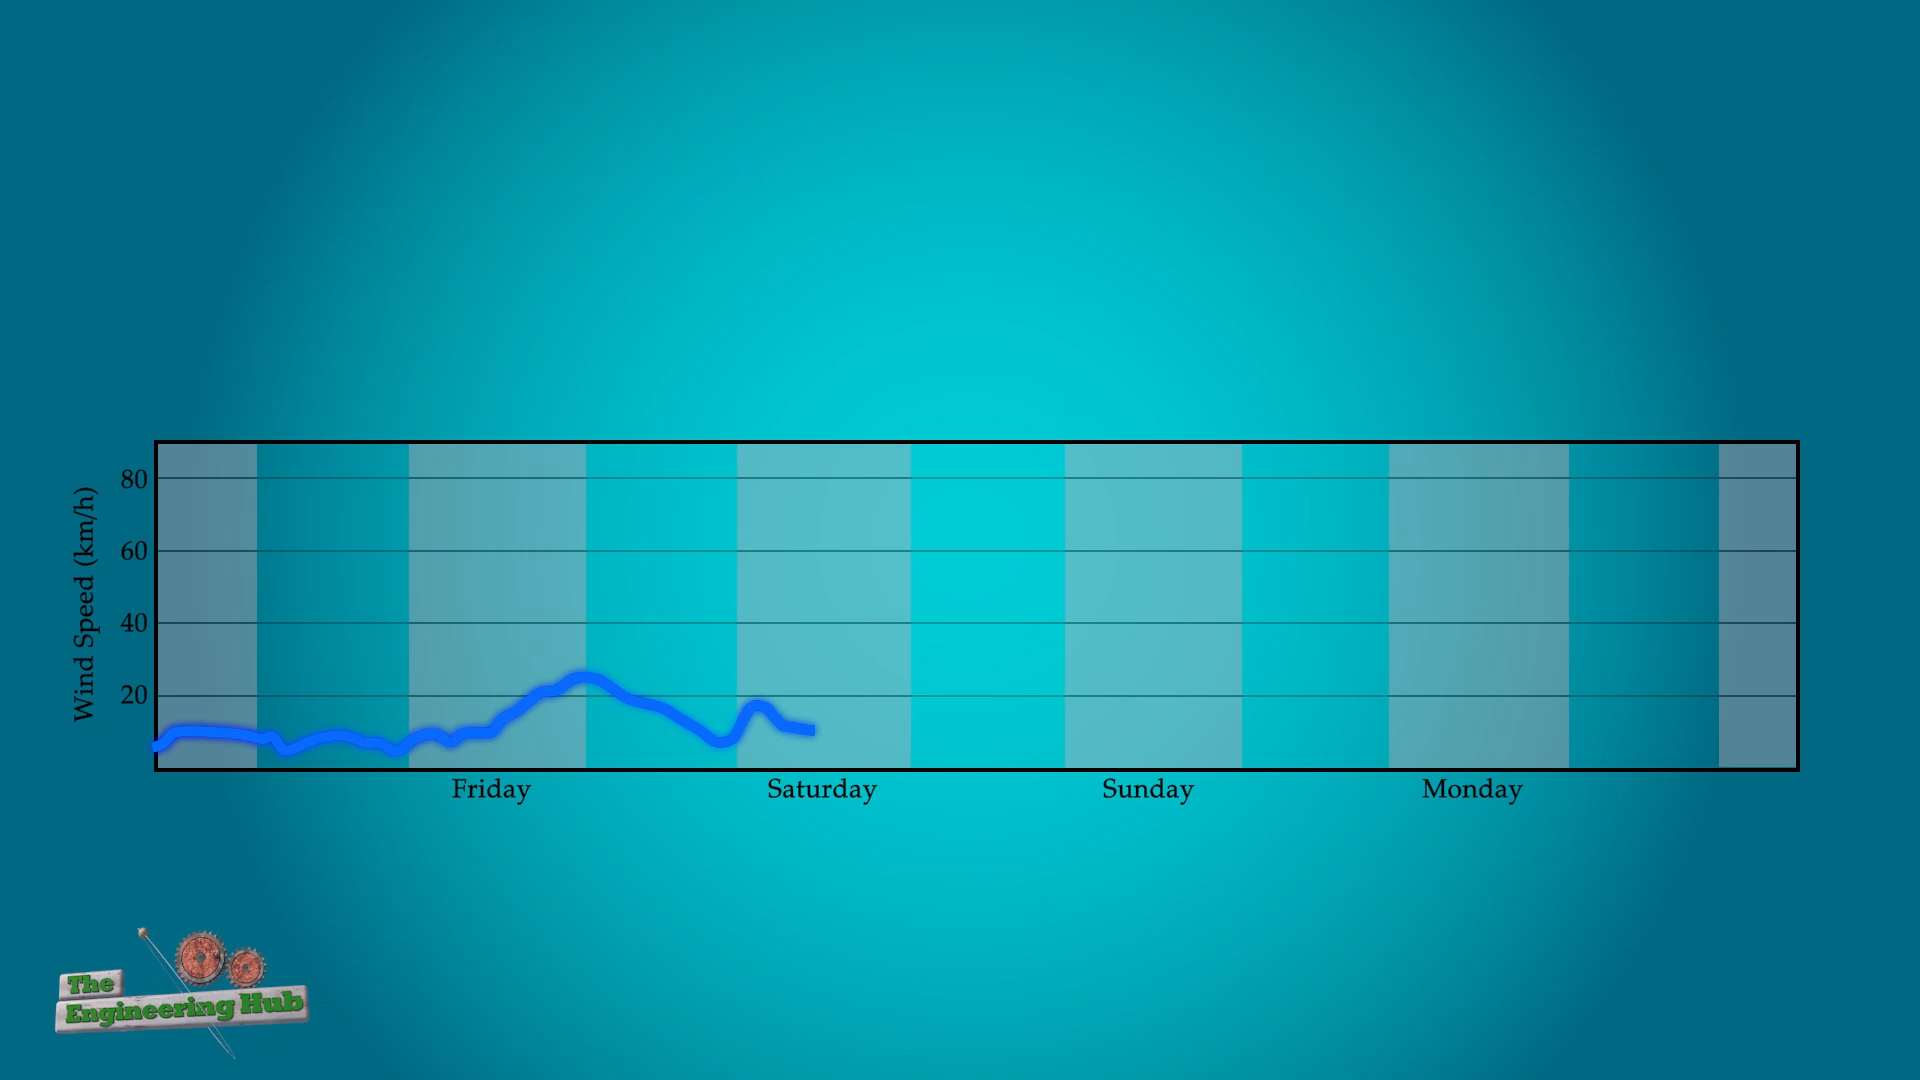 80
60
40
20
Wind Speed (km/h)
Friday
Saturday
Sunday
Monday
The
Engineering Hub